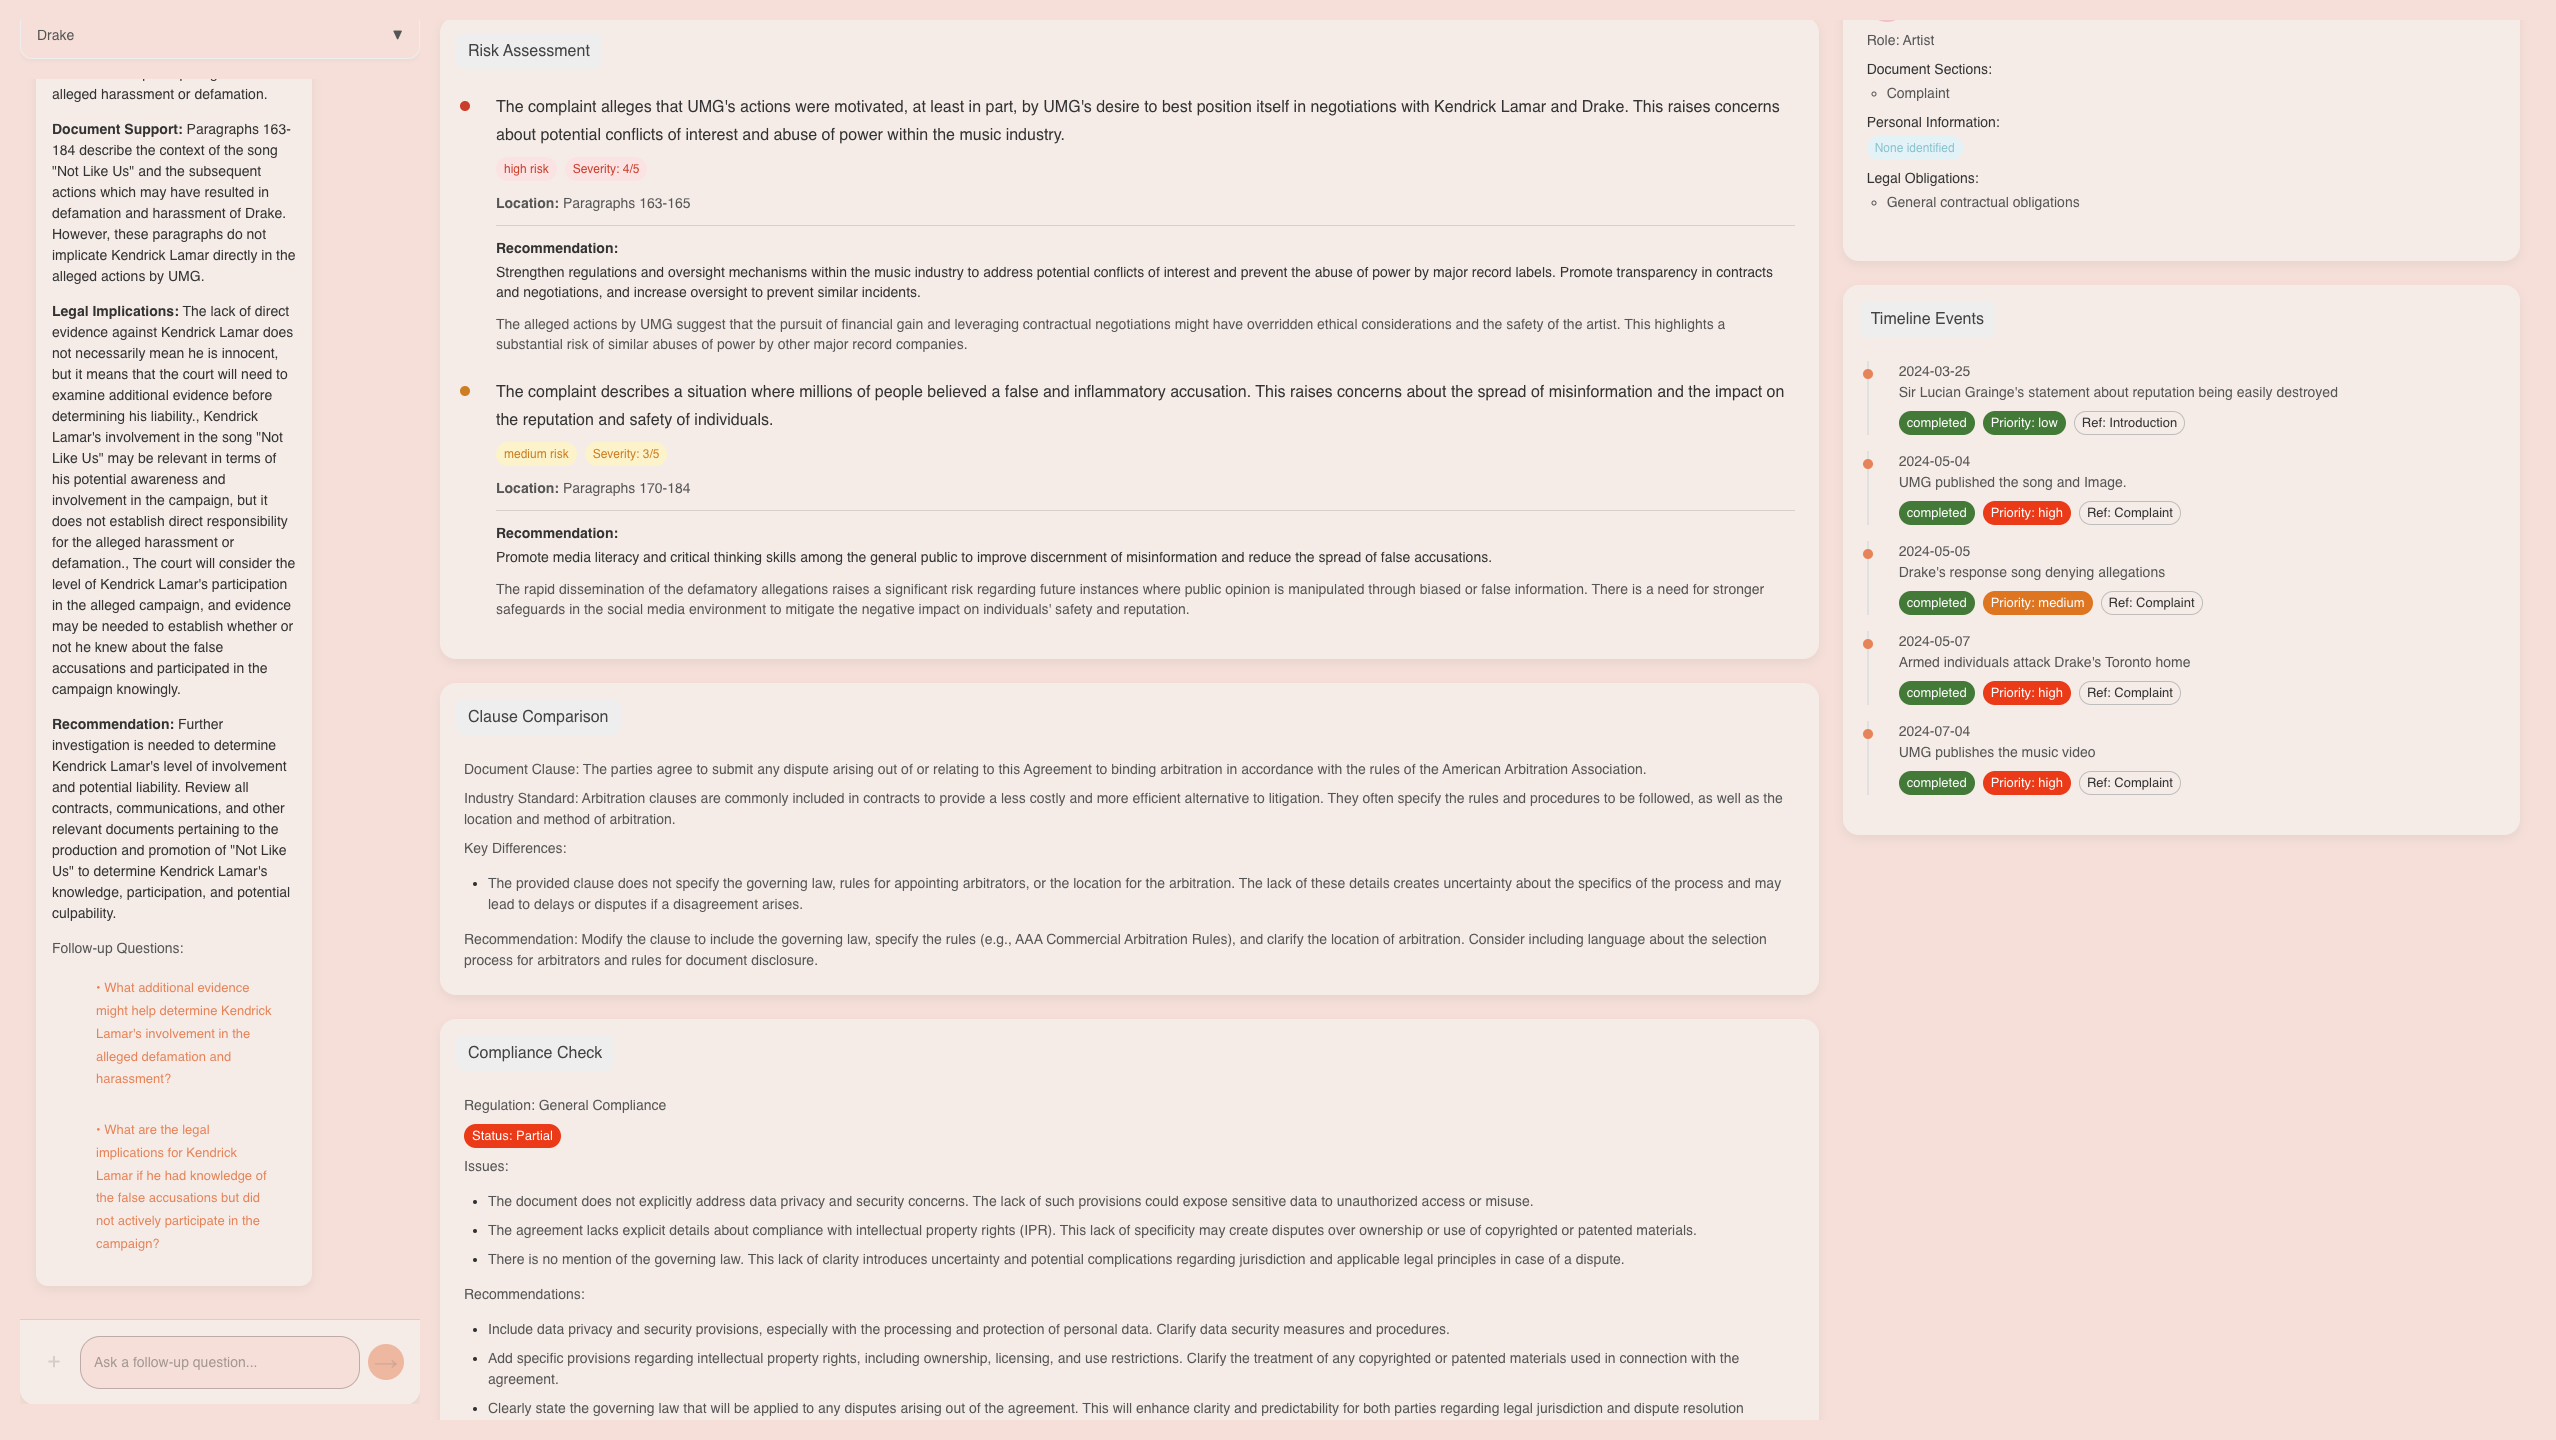 Drake
▼
alleged harassment or defamation.
Document Support: Paragraphs 163-
184 describe the context of the song
"Not Like Us" and the subsequent
actions which may have resulted in
defamation and harassment of Drake.
However, these paragraphs do not
implicate Kendrick Lamar directly in the
alleged actions by UMG.
Legal Implications: The lack of direct
evidence against Kendrick Lamar does
not necessarily mean he is innocent,
but it means that the court will need to
examine additional evidence before
determining his liability., Kendrick
Lamar's involvement in the song "Not
Like Us" may be relevant in terms of
his potential awareness and
involvement in the campaign, but it
does not establish direct responsibility
for the alleged harassment or
defamation., The court will consider the
level of Kendrick Lamar's participation
in the alleged campaign, and evidence
may be needed to establish whether or
not he knew about the false
accusations and participated in the
campaign knowingly.
Recommendation: Further
investigation is needed to determine
Kendrick Lamar's level of involvement
and potential liability. Review all
contracts, communications, and other
relevant documents pertaining to the
production and promotion of "Not Like
Us" to determine Kendrick Lamar's
knowledge, participation, and potential
culpability.
Follow-up Questions:
• What additional evidence
might help determine Kendrick
Lamar's involvement in the
alleged defamation and
harassment?
• What are the legal
implications for Kendrick
Lamar if he had knowledge of
the false accusations but did
not actively participate in the
campaign?
+
Ask a follow-up question...
→
Risk Assessment
The complaint alleges that UMG's actions were motivated, at least in part, by UMG's desire to best position itself in negotiations with Kendrick Lamar and Drake. This raises concerns
about potential conflicts of interest and abuse of power within the music industry.
high risk
Severity: 4/5
Location: Paragraphs 163-165
Recommendation:
Strengthen regulations and oversight mechanisms within the music industry to address potential conflicts of interest and prevent the abuse of power by major record labels. Promote transparency in contracts
and negotiations, and increase oversight to prevent similar incidents.
The alleged actions by UMG suggest that the pursuit of financial gain and leveraging contractual negotiations might have overridden ethical considerations and the safety of the artist. This highlights a
substantial risk of similar abuses of power by other major record companies.
The complaint describes a situation where millions of people believed a false and inflammatory accusation. This raises concerns about the spread of misinformation and the impact on
the reputation and safety of individuals.
medium risk
Severity: 3/5
Location: Paragraphs 170-184
Recommendation:
Promote media literacy and critical thinking skills among the general public to improve discernment of misinformation and reduce the spread of false accusations.
The rapid dissemination of the defamatory allegations raises a significant risk regarding future instances where public opinion is manipulated through biased or false information. There is a need for stronger
safeguards in the social media environment to mitigate the negative impact on individuals' safety and reputation.
Clause Comparison
Document Clause: The parties agree to submit any dispute arising out of or relating to this Agreement to binding arbitration in accordance with the rules of the American Arbitration Association.
Industry Standard: Arbitration clauses are commonly included in contracts to provide a less costly and more efficient alternative to litigation. They often specify the rules and procedures to be followed, as well as the
location and method of arbitration.
Key Differences:
• The provided clause does not specify the governing law, rules for appointing arbitrators, or the location for the arbitration. The lack of these details creates uncertainty about the specifics of the process and may
lead to delays or disputes if a disagreement arises.
Recommendation: Modify the clause to include the governing law, specify the rules (e.g., AAA Commercial Arbitration Rules), and clarify the location of arbitration. Consider including language about the selection
process for arbitrators and rules for document disclosure.
Compliance Check
Regulation: General Compliance
Status: Partial
Issues:
• The document does not explicitly address data privacy and security concerns. The lack of such provisions could expose sensitive data to unauthorized access or misuse.
• The agreement lacks explicit details about compliance with intellectual property rights (IPR). This lack of specificity may create disputes over ownership or use of copyrighted or patented materials.
• There is no mention of the governing law. This lack of clarity introduces uncertainty and potential complications regarding jurisdiction and applicable legal principles in case of a dispute.
Recommendations:
• Include data privacy and security provisions, especially with the processing and protection of personal data. Clarify data security measures and procedures.
• Add specific provisions regarding intellectual property rights, including ownership, licensing, and use restrictions. Clarify the treatment of any copyrighted or patented materials used in connection with the
agreement.
• Clearly state the governing law that will be applied to any disputes arising out of the agreement. This will enhance clarity and predictability for both parties regarding legal jurisdiction and dispute resolution
Role: Artist
Document Sections:
Complaint
Personal Information:
None identified
Legal Obligations:
General contractual obligations
Timeline Events
2024-03-25
Sir Lucian Grainge's statement about reputation being easily destroyed
completed
Priority: low
Ref: Introduction
2024-05-04
UMG published the song and Image.
completed
Priority: high
Ref: Complaint
2024-05-05
Drake's response song denying allegations
completed
Priority: medium
Ref: Complaint
2024-05-07
Armed individuals attack Drake's Toronto home
completed
Priority: high
Ref: Complaint
2024-07-04
UMG publishes the music video
completed
Priority: high
Ref: Complaint